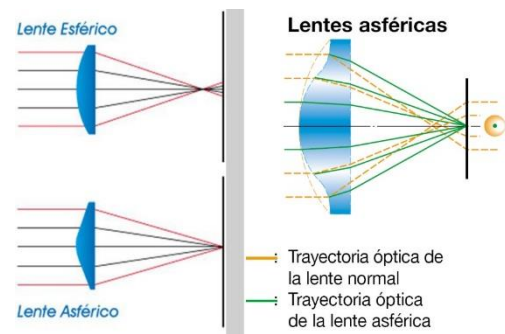 Lente Esférico
Lente Asférico
Lentes asféricas
: Trayectoria óptica de
la lente normal
: Trayectoria óptica
de la lente asférica